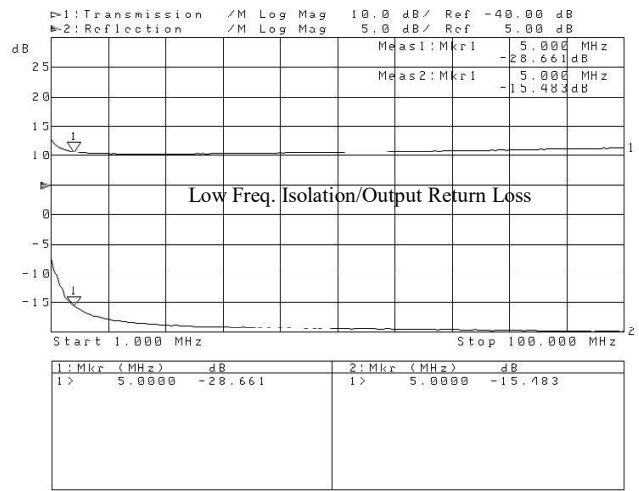 ▷1:Transmission /M Log Mag 10.0 dB/ Ref -40.00 dB
▶2:Reflection /M Log Mag 5.0 dB/ Ref 5.00 dB
dB
Meas1:Mkr1 5.000 MHz
-28.661dB
Meas2:Mkr1 5.000 MHz
-15.483dB
25
20
15
1
10
1
Low Freq. Isolation/Output Return Loss
0
-5
-10
1
-15
2
Start 1.000 MHz Stop 100.000 MHz
1:Mkr (MHz) dB 2:Mkr (MHz) dB
1> 5.0000 -28.661 1> 5.0000 -15.483